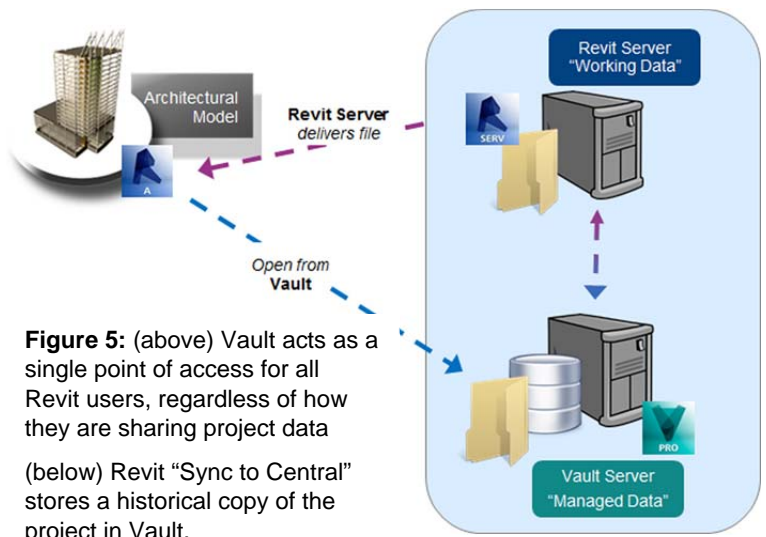 Revit Server
"Working Data"
Architectural
Model
Revit Server
delivers file
SERV
A
Open from
Vault
Figure 5: (above) Vault acts as a
single point of access for all
Revit users, regardless of how
they are sharing project data
(below) Revit “Sync to Central”
stores a historical copy of the
project in Vault.
PRO
Vault Server
"Managed Data"